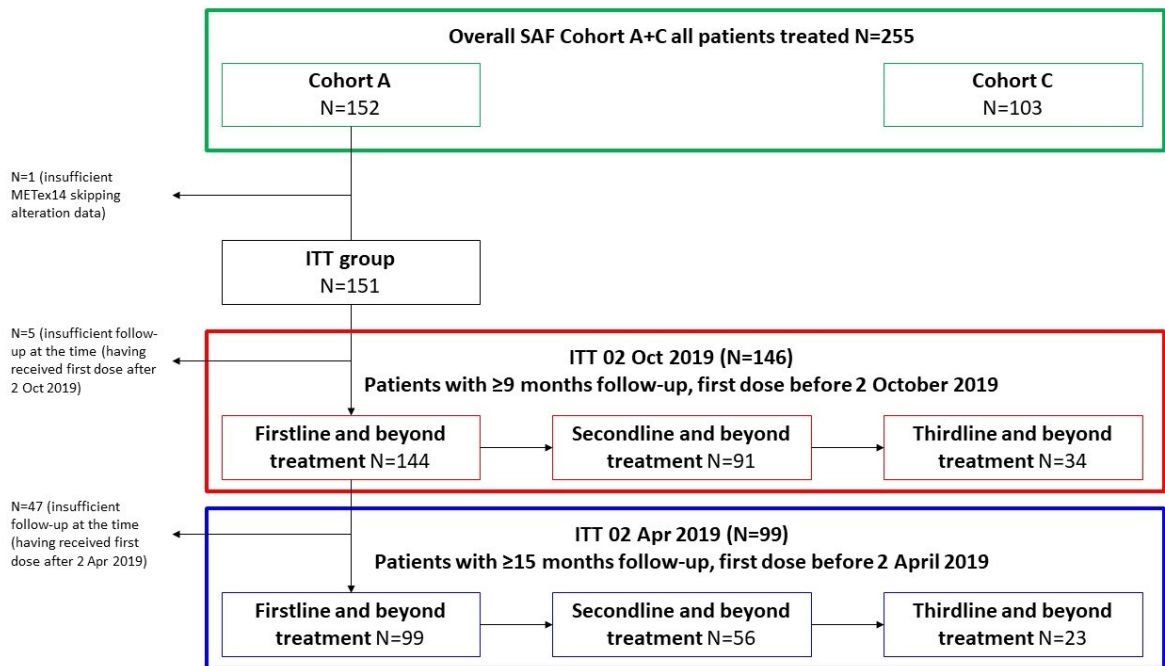 Overall SAF Cohort A+C all patients treated N=255
Cohort A
N=152
Cohort C
N=103
N=1 (insufficient
METex14 skipping
alteration data)
ITT group
N=151
N=5 (insufficient follow-
up at the time (having
received first dose after
2 Oct 2019)
ITT 02 Oct 2019 (N=146)
Patients with ≥9 months follow-up, first dose before 2 October 2019
Firstline and beyond
treatment N=144
Secondline and beyond
treatment N=91
Thirdline and beyond
treatment N=34
N=47 (insufficient
follow-up at the time
(having received first
dose after 2 Apr 2019)
ITT 02 Apr 2019 (N=99)
Patients with ≥15 months follow-up, first dose before 2 April 2019
Firstline and beyond
treatment N=99
Secondline and beyond
treatment N=56
Thirdline and beyond
treatment N=23